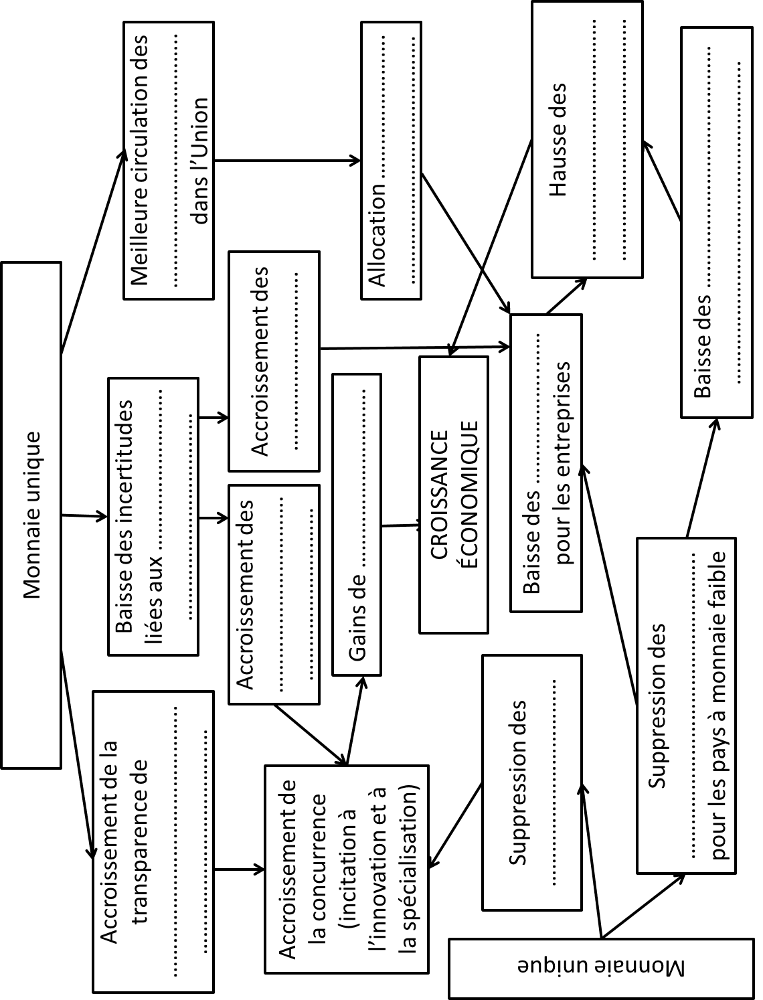 Monnaie unique
Accroissement de la
transparence de
........................................
........................................
Baisse des incertitudes
liées aux ........................
........................................
Meilleure circulation des
........................................
dans l'Union
Accroissement des
........................................
........................................
Accroissement des
........................................
Accroissement de
la concurrence
(incitation à
l'innovation et à
la spécialisation)
Gains de ........................
Allocation ........................
........................................
CROISSANCE
ÉCONOMIQUE
Suppression des
........................................
Baisse des ........................
pour les entreprises
Hausse des
........................................
........................................
Monnaie unique
Suppression des
........................................
pour les pays à monnaie faible
Baisse des ........................................
........................................